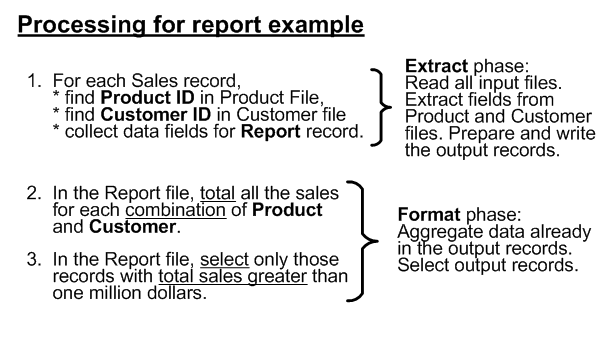 Processing for report example
1. For each Sales record,
* find Product ID in Product File,
* find Customer ID in Customer file
* collect data fields for Report record.
Extract phase:
Read all input files.
Extract fields from
Product and Customer
files. Prepare and write
the output records.
2. In the Report file, total all the sales
for each combination of Product
and Customer.
3. In the Report file, select only those
records with total sales greater than
one million dollars.
Format phase:
Aggregate data already
in the output records.
Select output records.